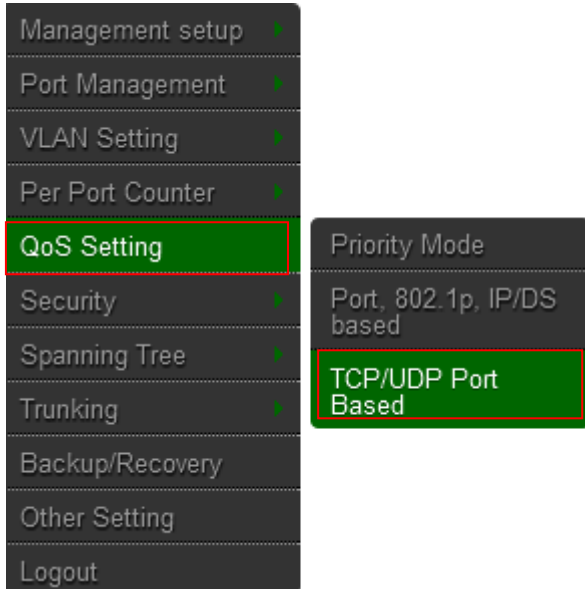 Management setup
Port Management
VLAN Setting
Per Port Counter
QoS Setting
Security
Spanning Tree
Trunking
Backup/Recovery
Other Setting
Logout
Priority Mode
Port, 802.1p, IP/DS
based
TCP/UDP Port
Based